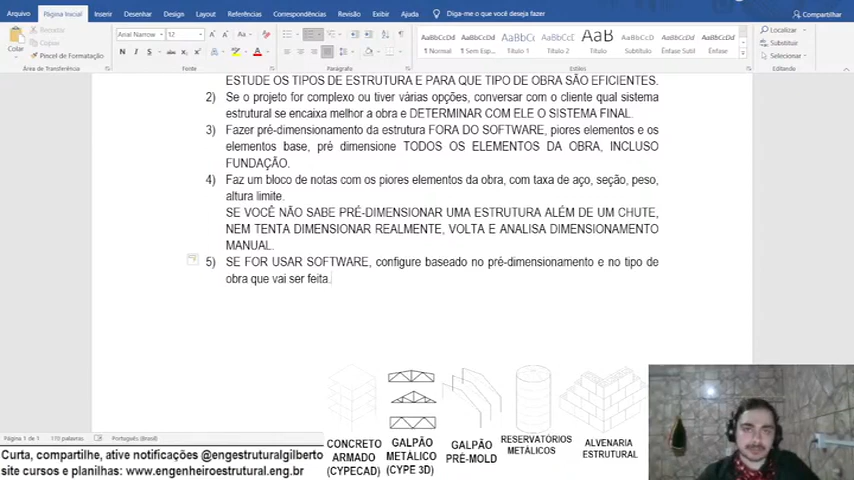 Arquivo Página Inicial Inserir Desenhar Design Layout Referências Correspondências Revisão Exibir Ajuda Diga-me o que você deseja fazer Compartilhar
Colar
Recortar
Copiar
Pincel de Formatação
Área de Transferência
Arial Narrow 12
N I S
Fonte
Parágrafo
AaBbCcDd AaBbCcDd AaBbCc AaBbCcD AaB AaBbCcD AaBbCcDd AaBbCcDd
¶ Normal ¶ Sem Esp... Título 1 Título 2 Título Subtítulo Ênfase Sutil Ênfase
Estilos
Localizar
Substituir
Selecionar
Editando
ESTUDE OS TIPOS DE ESTRUTURA E PARA QUE TIPO DE OBRA SÃO EFICIENTES.
2) Se o projeto for complexo ou tiver várias opções, conversar com o cliente qual sistema
estrutural se encaixa melhor a obra e DETERMINAR COM ELE O SISTEMA FINAL.
3) Fazer pré-dimensionamento da estrutura FORA DO SOFTWARE, piores elementos e os
elementos base, pré dimensione TODOS OS ELEMENTOS DA OBRA, INCLUSO
FUNDAÇÃO.
4) Faz um bloco de notas com os piores elementos da obra, com taxa de aço, seção, peso,
altura limite.
SE VOCÊ NÃO SABE PRÉ-DIMENSIONAR UMA ESTRUTURA ALÉM DE UM CHUTE,
NEM TENTA DIMENSIONAR REALMENTE, VOLTA E ANALISA DIMENSIONAMENTO
MANUAL.
5) SE FOR USAR SOFTWARE, configure baseado no pré-dimensionamento e no tipo de
obra que vai ser feita.
Página 1 de 1 170 palavras Português (Brasil)
Curta, compartilhe, ative notificações @engestruturalgilberto
site cursos e planilhas: www.engenheiroestrutural.eng.br
CONCRETO
ARMADO
(CYPECAD)
GALPÃO
METÁLICO
(CYPE 3D)
GALPÃO
PRÉ-MOLD
RESERVATÓRIOS
METÁLICOS
ALVENARIA
ESTRUTURAL